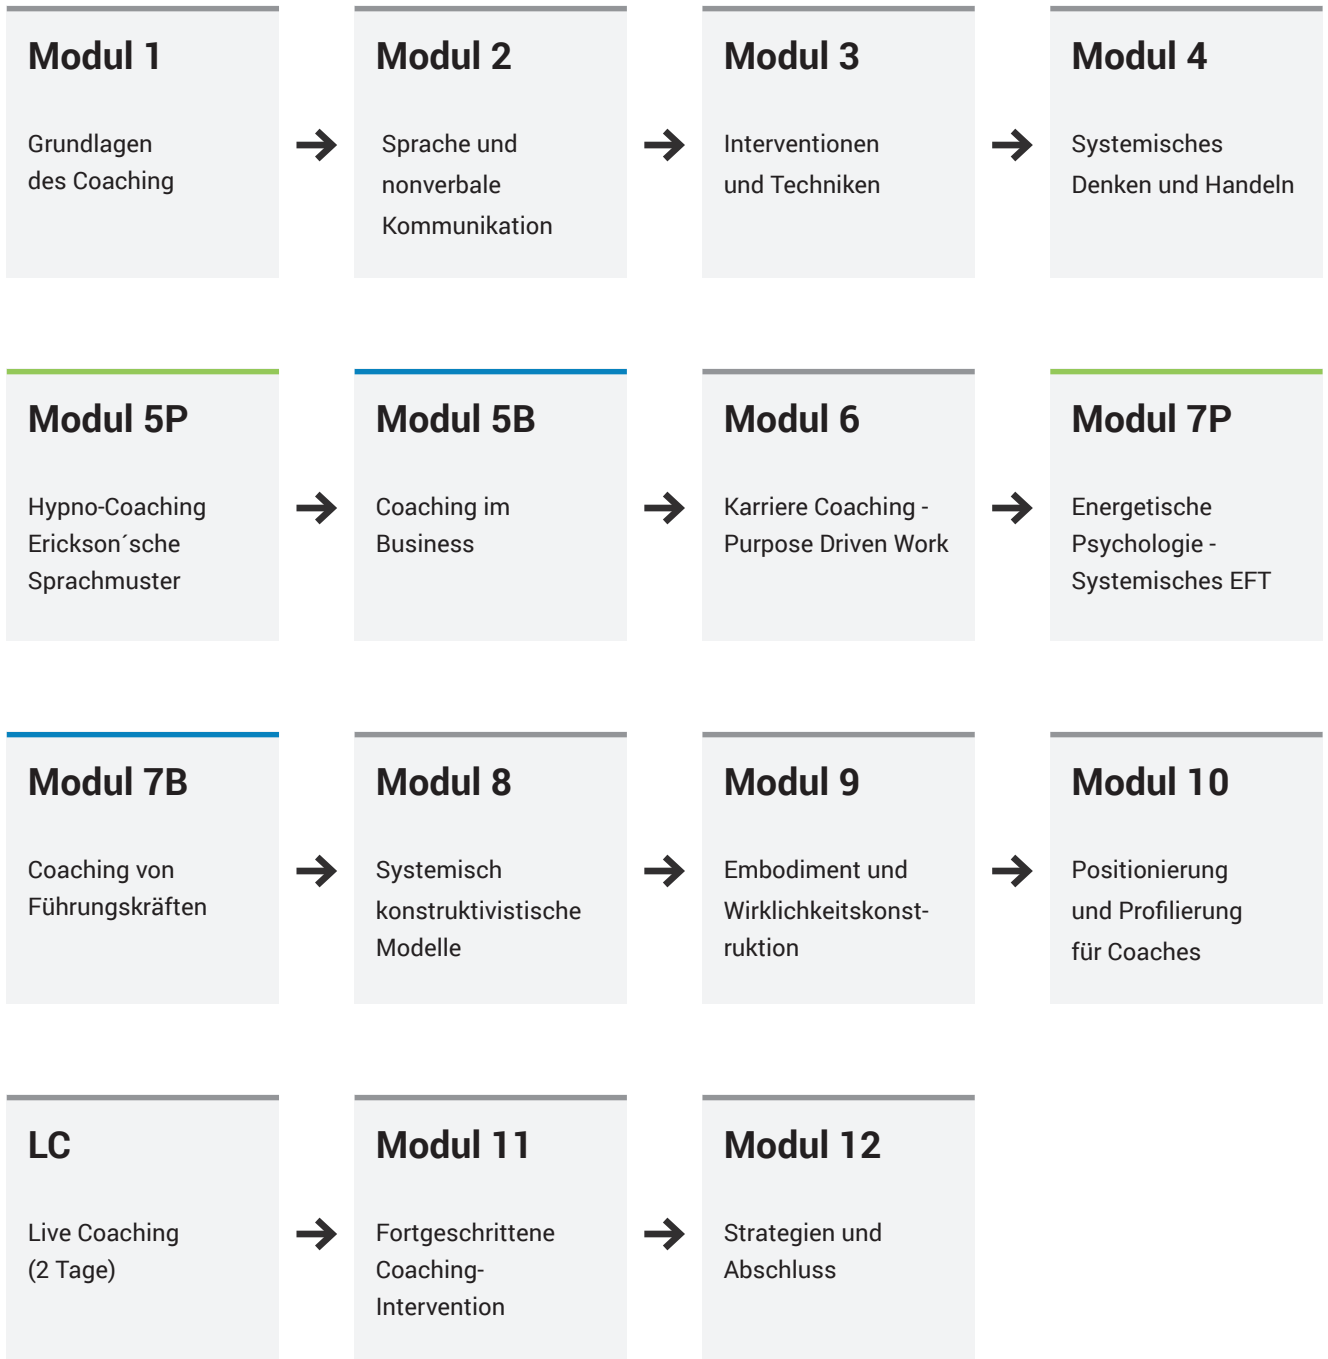 Modul 1
Grundlagen
des Coaching
Modul 2
Sprache und
nonverbale
Kommunikation
Modul 3
Interventionen
und Techniken
Modul 4
Systemisches
Denken und Handeln
Modul 5P
Hypno-Coaching
Erickson´sche
Sprachmuster
Modul 5B
Coaching im
Business
Modul 6
Karriere Coaching -
Purpose Driven Work
Modul 7P
Energetische
Psychologie -
Systemisches EFT
Modul 7B
Coaching von
Führungskräften
Modul 8
Systemisch
konstruktivistische
Modelle
Modul 9
Embodiment und
Wirklichkeitskonst-
ruktion
Modul 10
Positionierung
und Profilierung
für Coaches
LC
Live Coaching
(2 Tage)
Modul 11
Fortgeschrittene
Coaching-
Intervention
Modul 12
Strategien und
Abschluss